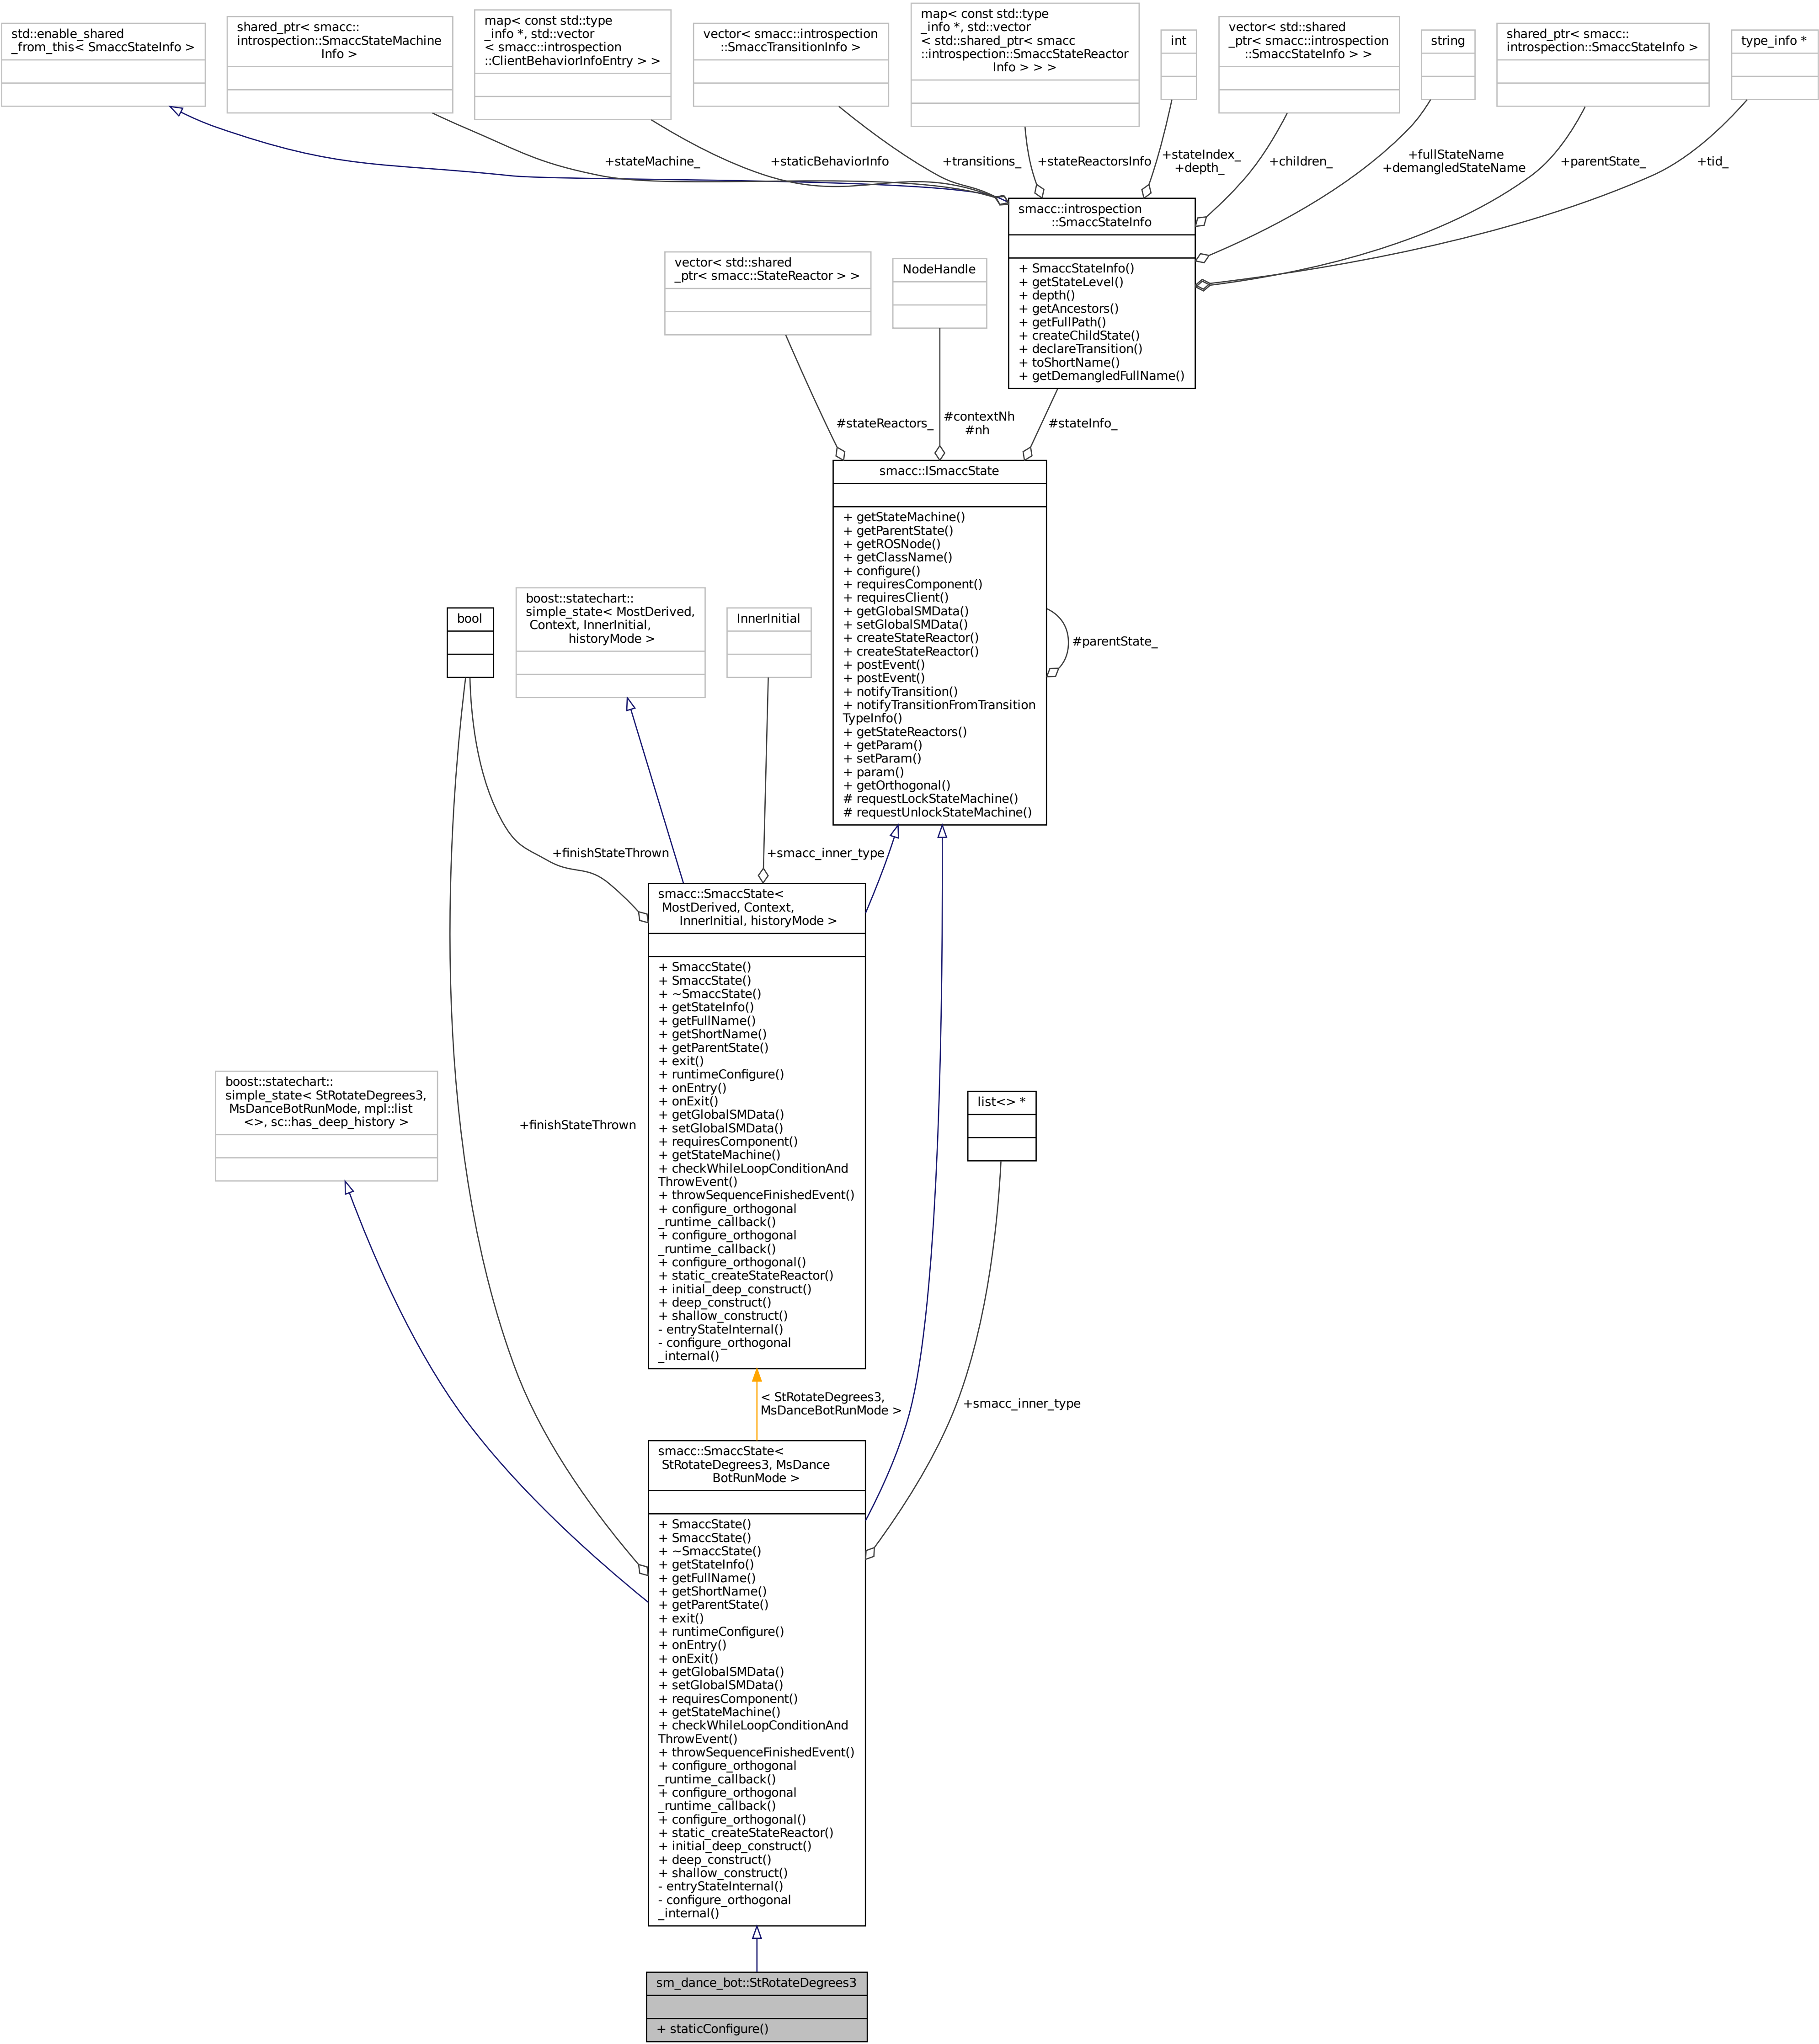 std::enable_shared
_from_this< SmaccStateInfo >
shared_ptr< smacc::
introspection::SmaccStateMachine
Info >
map< const std::type
_info *, std::vector
< smacc::introspection
::ClientBehaviorInfoEntry > >
vector< smacc::introspection
::SmaccTransitionInfo >
map< const std::type
_info *, std::vector
< std::shared_ptr< smacc
::introspection::SmaccStateReactor
Info > > >
int
vector< std::shared
_ptr< smacc::introspection
::SmaccStateInfo > >
string
shared_ptr< smacc::
introspection::SmaccStateInfo >
type_info *
+stateMachine_
+staticBehaviorInfo
+transitions_
+stateReactorsInfo
+stateIndex_
+depth_
+children_
+fullStateName
+demangledStateName
+parentState_
+tid_
smacc::introspection
::SmaccStateInfo
+ SmaccStateInfo()
+ getStateLevel()
+ depth()
+ getAncestors()
+ getFullPath()
+ createChildState()
+ declareTransition()
+ toShortName()
+ getDemangledFullName()
vector< std::shared
_ptr< smacc::StateReactor > >
NodeHandle
#stateReactors_
#contextNh
#nh
#stateInfo_
smacc::ISmaccState
+ getStateMachine()
+ getParentState()
+ getROSNode()
+ getClassName()
+ configure()
+ requiresComponent()
+ requiresClient()
+ getGlobalSMData()
+ setGlobalSMData()
+ createStateReactor()
+ createStateReactor()
+ postEvent()
+ postEvent()
+ notifyTransition()
+ notifyTransitionFromTransition
TypeInfo()
+ getStateReactors()
+ getParam()
+ setParam()
+ param()
+ getOrthogonal()
# requestLockStateMachine()
# requestUnlockStateMachine()
#parentState_
bool
boost::statechart::
simple_state< MostDerived,
Context, InnerInitial,
historyMode >
InnerInitial
+finishStateThrown
+smacc_inner_type
smacc::SmaccState<
MostDerived, Context,
InnerInitial, historyMode >
+ SmaccState()
+ SmaccState()
+ ~SmaccState()
+ getStateInfo()
+ getFullName()
+ getShortName()
+ getParentState()
+ exit()
+ runtimeConfigure()
+ onEntry()
+ onExit()
+ getGlobalSMData()
+ setGlobalSMData()
+ requiresComponent()
+ getStateMachine()
+ checkWhileLoopConditionAnd
ThrowEvent()
+ throwSequenceFinishedEvent()
+ configure_orthogonal
_runtime_callback()
+ configure_orthogonal
_runtime_callback()
+ configure_orthogonal()
+ static_createStateReactor()
+ initial_deep_construct()
+ deep_construct()
+ shallow_construct()
- entryStateInternal()
- configure_orthogonal
_internal()
boost::statechart::
simple_state< StRotateDegrees3,
MsDanceBotRunMode, mpl::list
<>, sc::has_deep_history >
+finishStateThrown
list<> *
< StRotateDegrees3,
MsDanceBotRunMode >
+smacc_inner_type
smacc::SmaccState<
StRotateDegrees3, MsDance
BotRunMode >
+ SmaccState()
+ SmaccState()
+ ~SmaccState()
+ getStateInfo()
+ getFullName()
+ getShortName()
+ getParentState()
+ exit()
+ runtimeConfigure()
+ onEntry()
+ onExit()
+ getGlobalSMData()
+ setGlobalSMData()
+ requiresComponent()
+ getStateMachine()
+ checkWhileLoopConditionAnd
ThrowEvent()
+ throwSequenceFinishedEvent()
+ configure_orthogonal
_runtime_callback()
+ configure_orthogonal
_runtime_callback()
+ configure_orthogonal()
+ static_createStateReactor()
+ initial_deep_construct()
+ deep_construct()
+ shallow_construct()
- entryStateInternal()
- configure_orthogonal
_internal()
sm_dance_bot::StRotateDegrees3
+ staticConfigure()